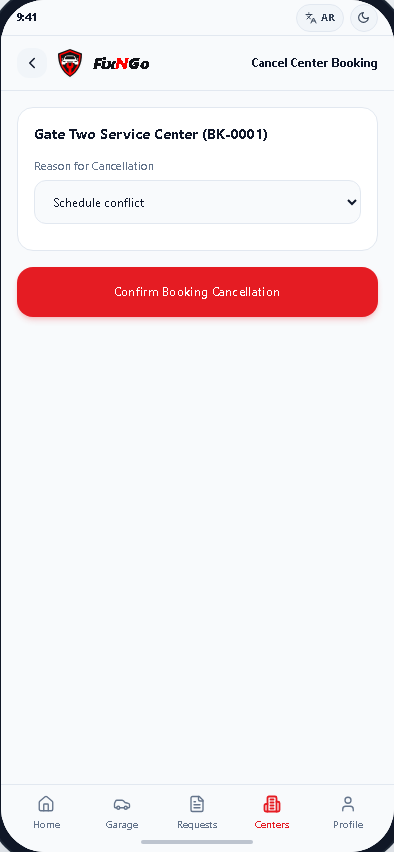 9:41
AR
FixNGo
Cancel Center Booking
Gate Two Service Center (BK-0001)
Reason for Cancellation
Schedule conflict
Confirm Booking Cancellation
Home
Garage
Requests
Centers
Profile